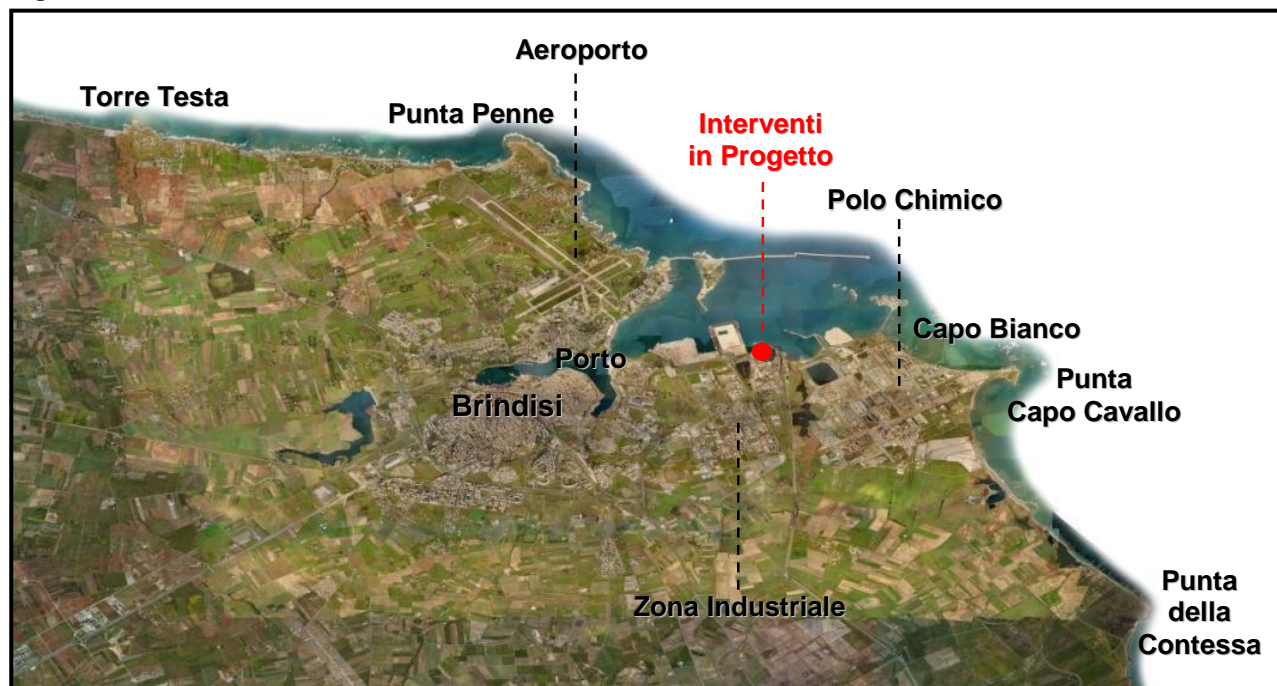 Aeroporto
Torre Testa
Punta Penne
Interventi
in Progetto
Polo Chimico
Capo Bianco
Porto
Punta
Capo Cavallo
Brindisi
Zona Industriale
Punta
della
Contessa